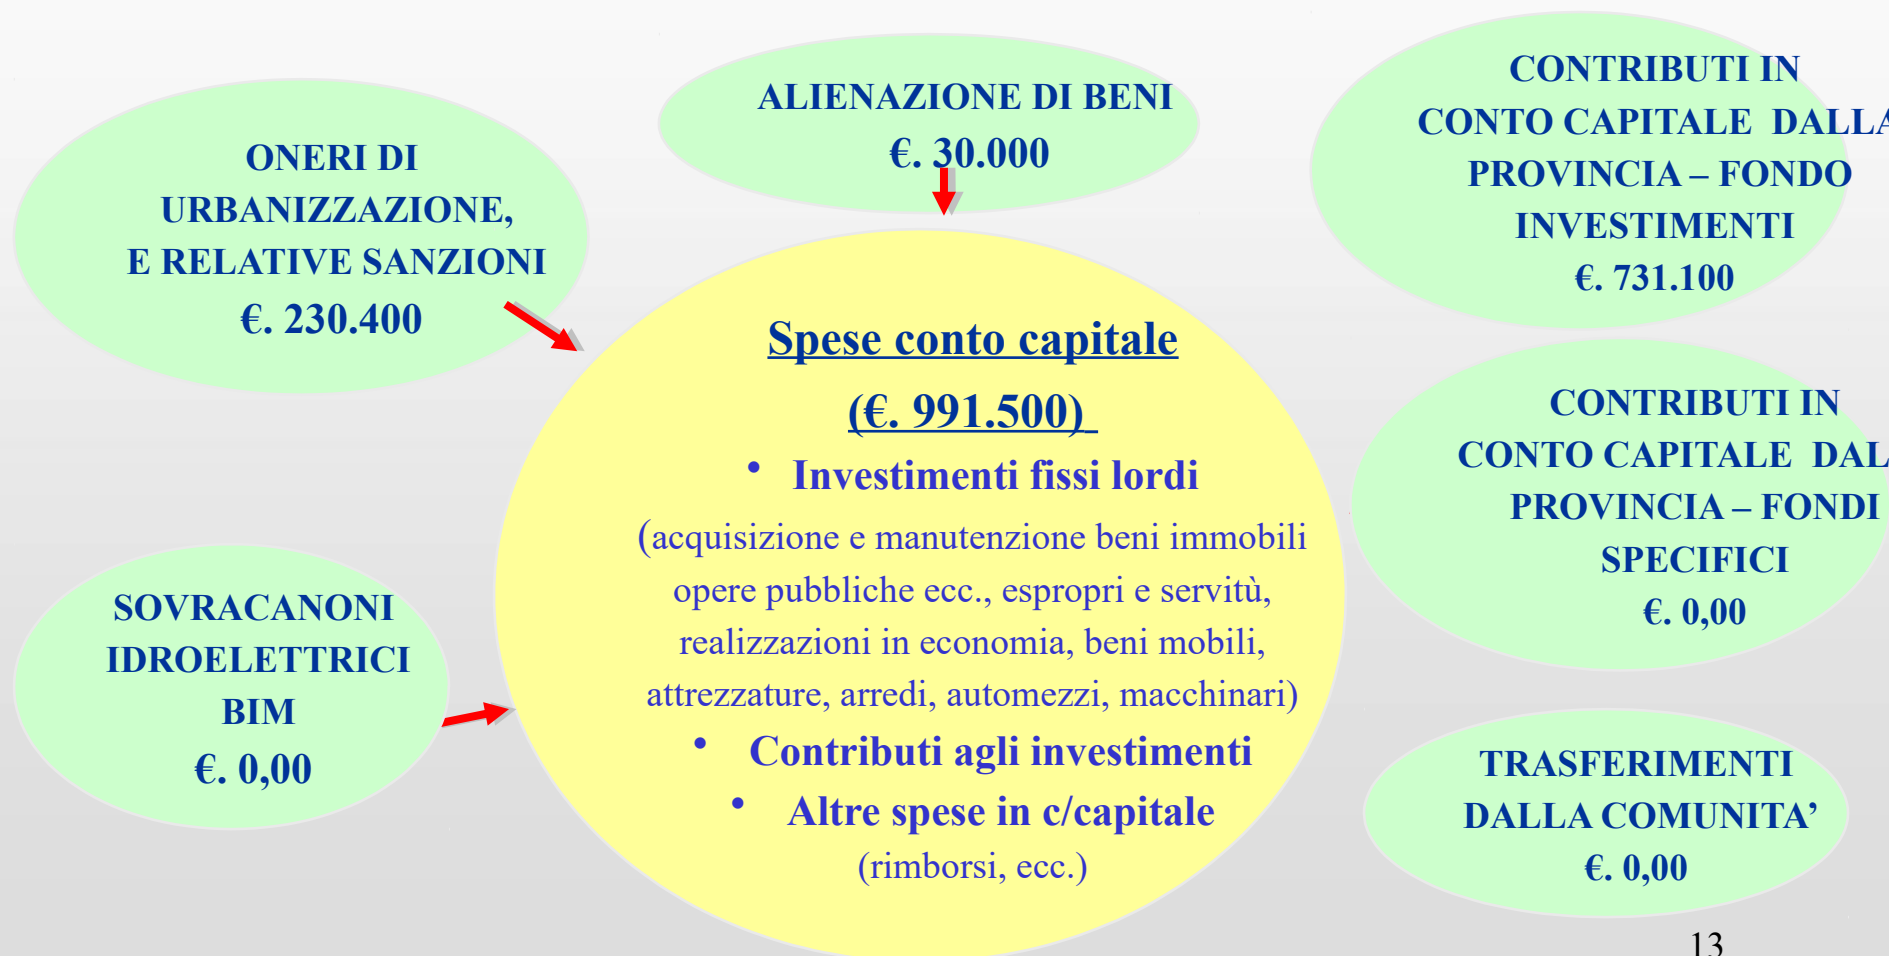 ONERI DI
URBANIZZAZIONE,
E RELATIVE SANZIONI
€. 230.400
ALIENAZIONE DI BENI
€. 30.000
CONTRIBUTI IN
CONTO CAPITALE DALLA
PROVINCIA – FONDO
INVESTIMENTI
€. 731.100
Spese conto capitale
(€. 991.500)
• Investimenti fissi lordi
(acquisizione e manutenzione beni immobili
opere pubbliche ecc., espropri e servitù,
realizzazioni in economia, beni mobili,
attrezzature, arredi, automezzi, macchinari)
• Contributi agli investimenti
• Altre spese in c/capitale
(rimborsi, ecc.)
CONTRIBUTI IN
CONTO CAPITALE DAL
PROVINCIA – FONDI
SPECIFICI
€. 0,00
SOVRACANONI
IDROELETTRICI
BIM
€. 0,00
TRASFERIMENTI
DALLA COMUNITA’
€. 0,00
13